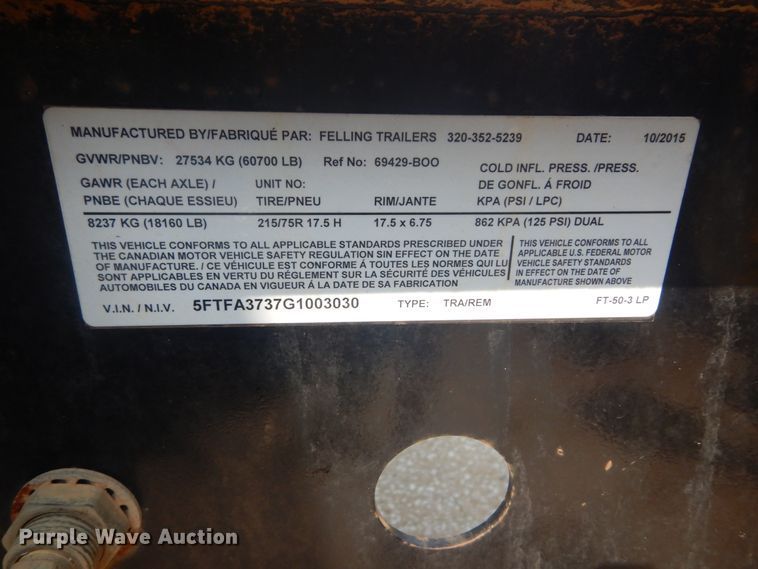 MANUFACTURED BY/FABRIQUÉ PAR: FELLING TRAILERS 320-352-5239 DATE: 10/2015
GVWR/PNBV: 27534 KG (60700 LB) Ref No: 69429-BOO
COLD INFL. PRESS. /PRESS.
GAWR (EACH AXLE) / UNIT NO: DE GONFL. Á FROID
PNBE (CHAQUE ESSIEU) TIRE/PNEU RIM/JANTE KPA (PSI / LPC)
8237 KG (18160 LB) 215/75R 17.5 H 17.5 x 6.75 862 KPA (125 PSI) DUAL
THIS VEHICLE CONFORMS TO ALL APPLICABLE STANDARDS PRESCRIBED UNDER
THE CANADIAN MOTOR VEHICLE SAFETY REGULATION SIN EFFECT ON THE DATE
OF MANUFACTURE. / CE VÉHICULE EST CONFORME Á TOUTES LES NORMES QUI LUI
SONT APPLICABLES EN VERTU DU RÉGLEMENT SUR LA SÉCURITÉ DES VÉHICULES
AUTOMOBILES DU CANADA EN VIGUEUR Á LA DATE DE SA FABRICATION
THIS VEHICLE CONFORMS TO ALL
APPLICABLE U.S. FEDERAL MOTOR
VEHICLE SAFETY STANDARDS
IN EFFECT ON THE DATE OF
MANUFACTURE SHOWN ABOVE
V.I.N. / N.I.V. 5FTFA3737G1003030 TYPE: TRA/REM FT-50-3 LP
Purple Wave Auction